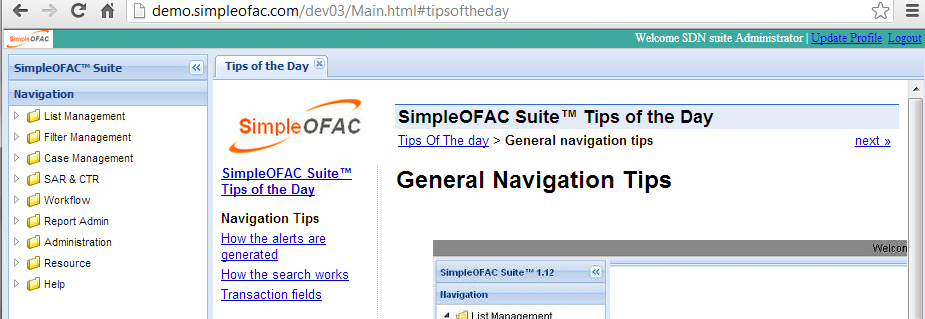 demo.simpleofac.com/dev03/Main.html#tipsoftheday
SimpleOFAC
Welcome SDN suite Administrator | Update Profile Logout
SimpleOFAC™ Suite
Navigation
List Management
Filter Management
Case Management
SAR & CTR
Workflow
Report Admin
Administration
Resource
Help
Tips of the Day
SimpleOFAC
SimpleOFAC Suite™
Tips of the Day
Navigation Tips
How the alerts are
generated
How the search works
Transaction fields
SimpleOFAC Suite™ Tips of the Day
Tips Of The day > General navigation tips
next »
General Navigation Tips
Welcon
SimpleOFAC Suite™ 1.12
Navigation
List Management